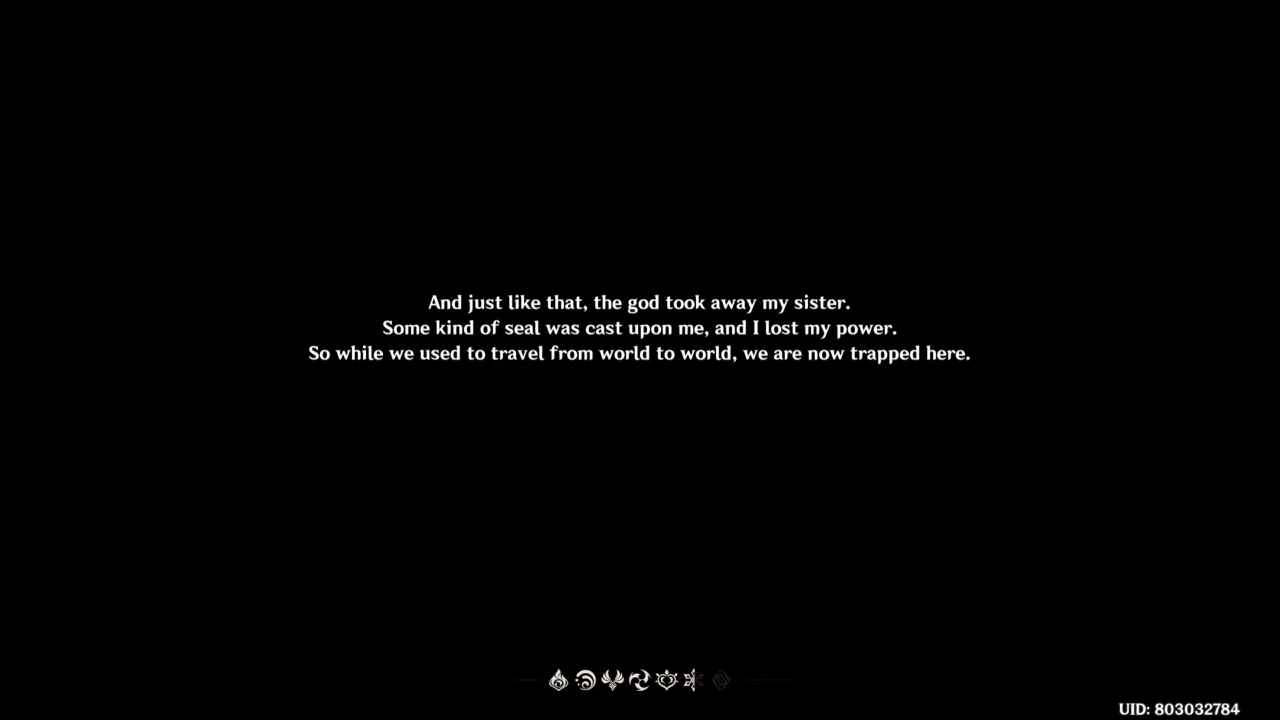 And just like that, the god took away my sister.
Some kind of seal was cast upon me, and I lost my power.
So while we used to travel from world to world, we are now trapped here.
UID: 803032784